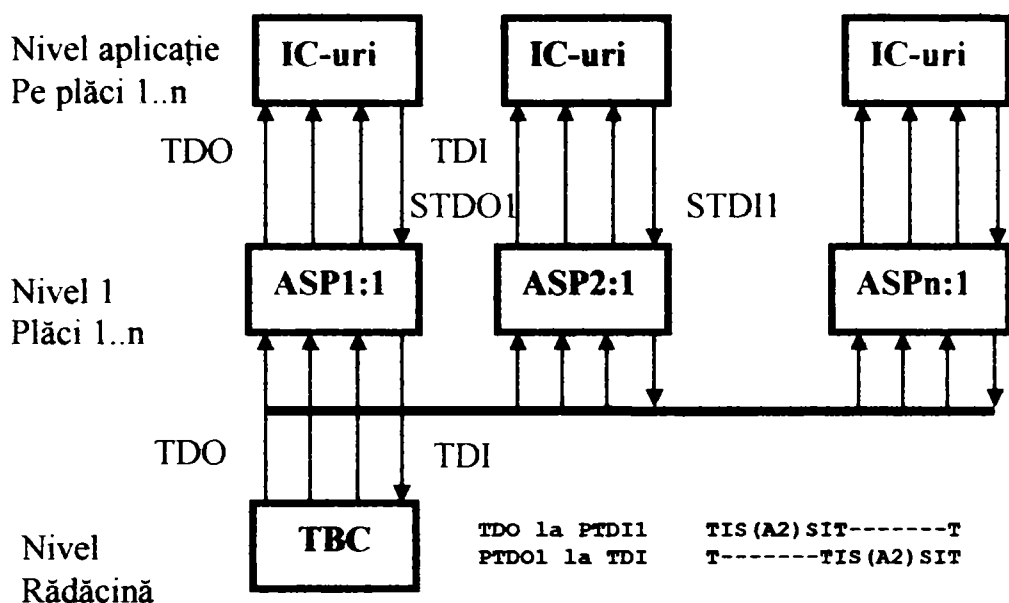 Nivel aplicație
Pe plăci 1..n
IC-uri
IC-uri
IC-uri
TDO
TDI
STDO1
STDI1
Nivel 1
Plăci 1..n
ASP1:1
ASP2:1
ASPn:1
TDO
TDI
Nivel
Rădăcină
TBC
TDO la PTDI1 TIS(A2)SIT-------T
PTDO1 la TDI T-------TIS(A2)SIT